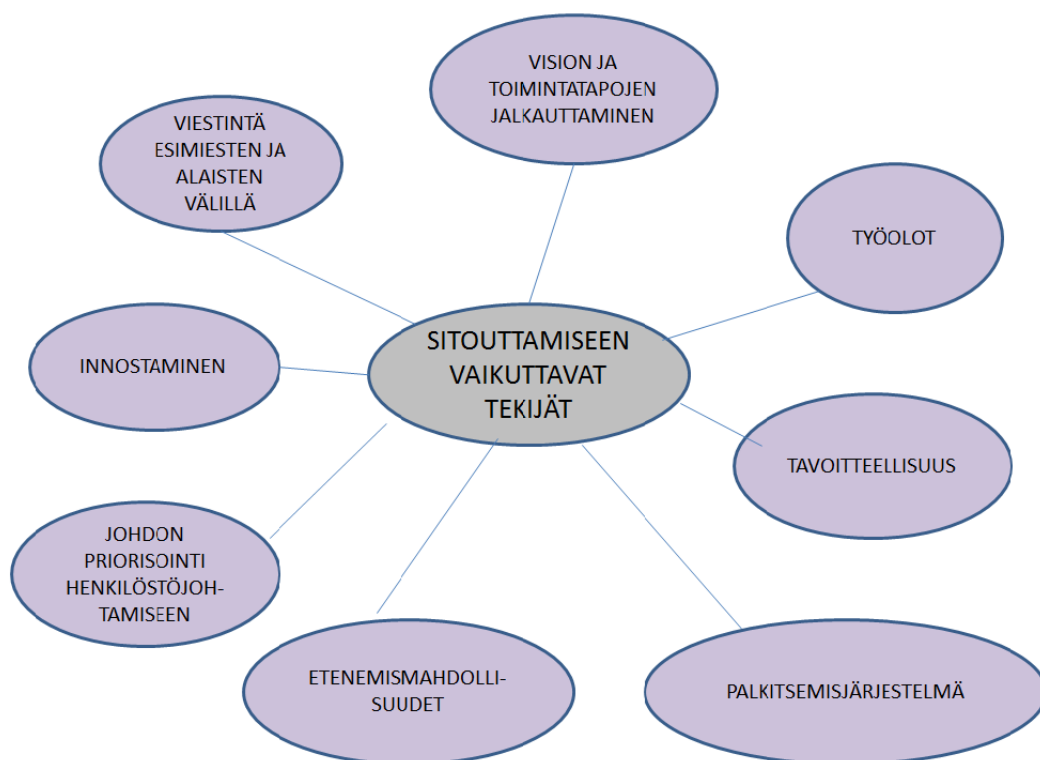 VISION JA
TOIMINTATAPOJEN
JALKAUTTAMINEN
VIESTINTÄ
ESIMIESTEN JA
ALAISTEN
VÄLILLÄ
TYÖOLOT
SITOUTTAMISEEN
VAIKUTTAVAT
TEKIJÄT
INNOSTAMINEN
TAVOITTEELLISUUS
JOHDON
PRIORISOINTI
HENKILÖSTÖJOH-
TAMISEEN
ETENEMISMAHDOLLI-
SUUDET
PALKITSEMISJÄRJESTELMÄ